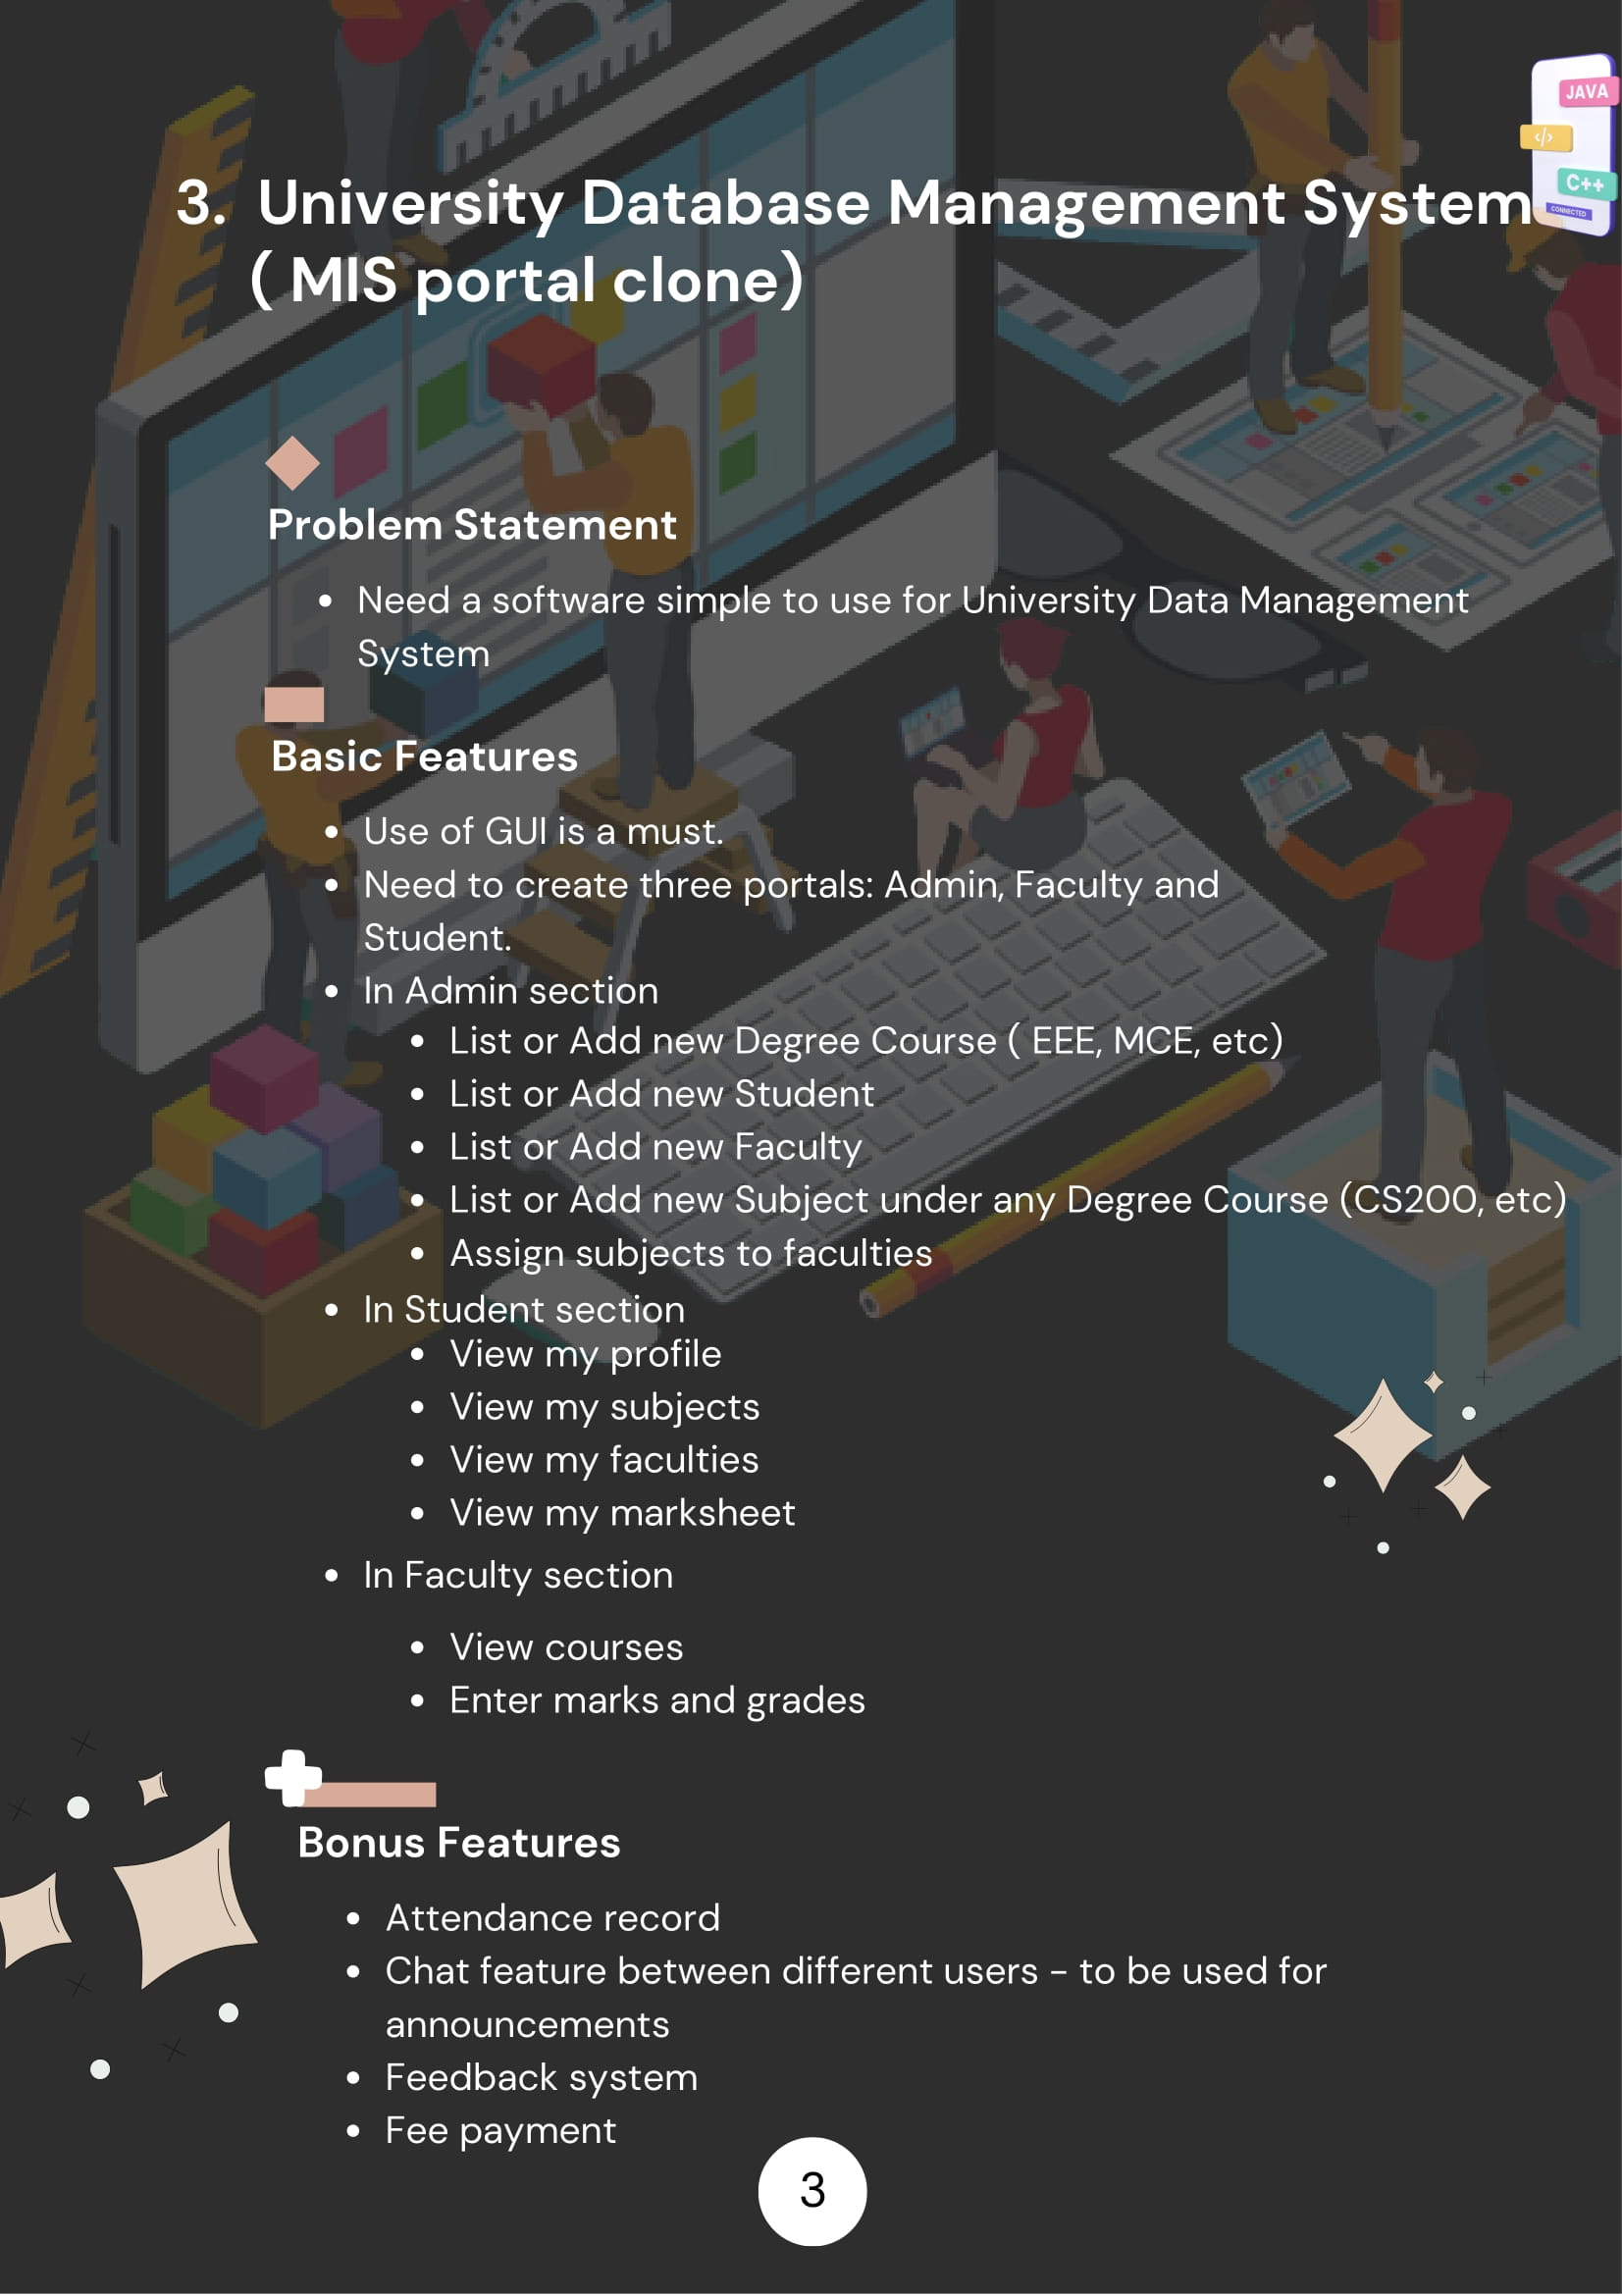 JAVA
</>
C++
CONNECTED
3. University Database Management System
( MIS portal clone)
Problem Statement
• Need a software simple to use for University Data Management
System
Basic Features
• Use of GUI is a must.
• Need to create three portals: Admin, Faculty and
Student.
• In Admin section
• List or Add new Degree Course ( EEE, MCE, etc)
• List or Add new Student
• List or Add new Faculty
• List or Add new Subject under any Degree Course (CS200, etc)
• Assign subjects to faculties
• In Student section
• View my profile
• View my subjects
• View my faculties
• View my marksheet
• In Faculty section
• View courses
• Enter marks and grades
Bonus Features
• Attendance record
• Chat feature between different users - to be used for
announcements
• Feedback system
• Fee payment
3